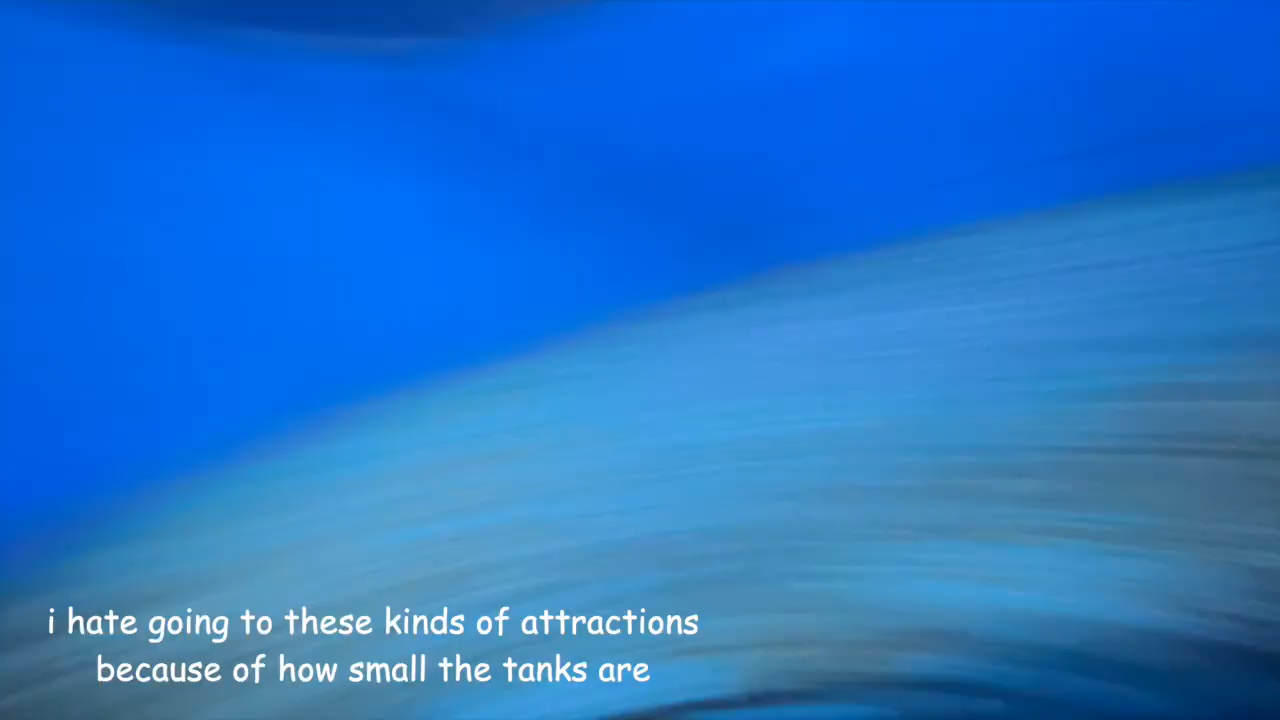 i hate going to these kinds of attractions
because of how small the tanks are